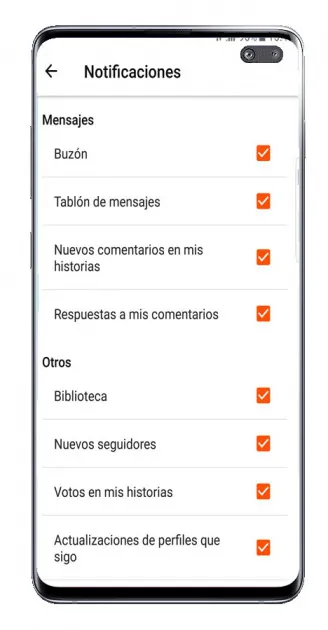 Notificaciones
Mensajes
Buzón
Tablón de mensajes
Nuevos comentarios en mis
historias
Respuestas a mis comentarios
Otros
Biblioteca
Nuevos seguidores
Votos en mis historias
Actualizaciones de perfiles que
sigo